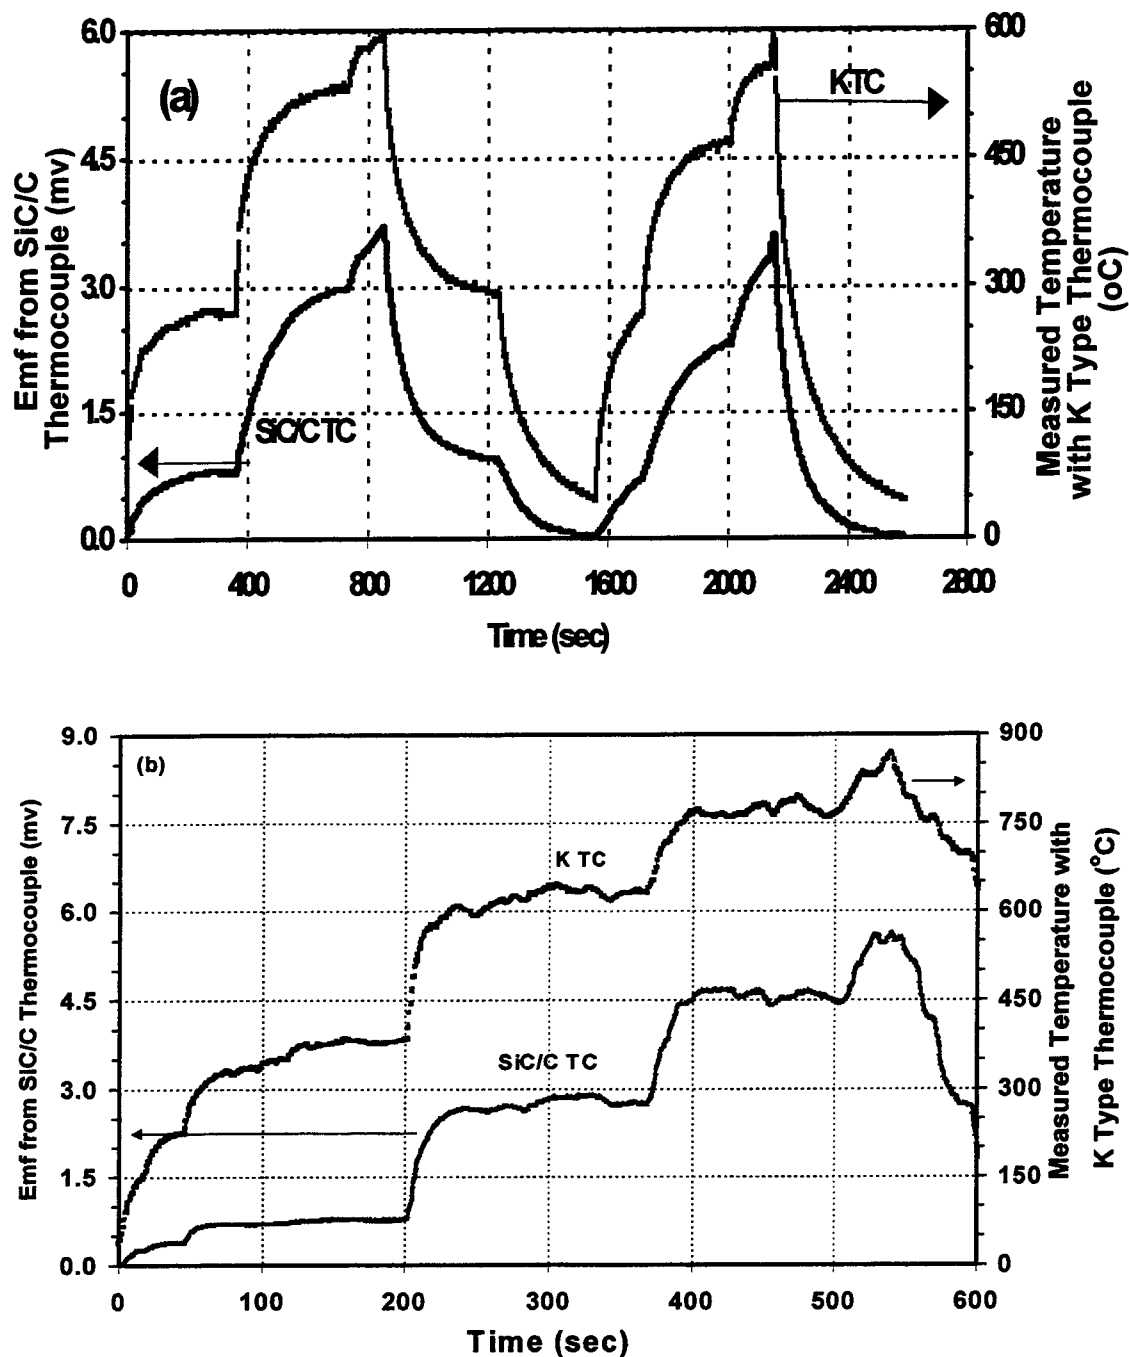 6.0
4.5
3.0
1.5
0.0
Emf from SiC/C
Thermocouple (mv)
(a)
KTC
SiC/C TC
600
450
300
150
0
Measured Temperature
with K Type Thermocouple
(oC)
0 400 800 1200 1600 2000 2400 2800
Time (sec)
9.0
7.5
6.0
4.5
3.0
1.5
0.0
Emf from SiC/C Thermocouple (mv)
(b)
K TC
SiC/C TC
900
750
600
450
300
150
0
Measured Temperature with
K Type Thermocouple (°C)
0 100 200 300 400 500 600
Time (sec)